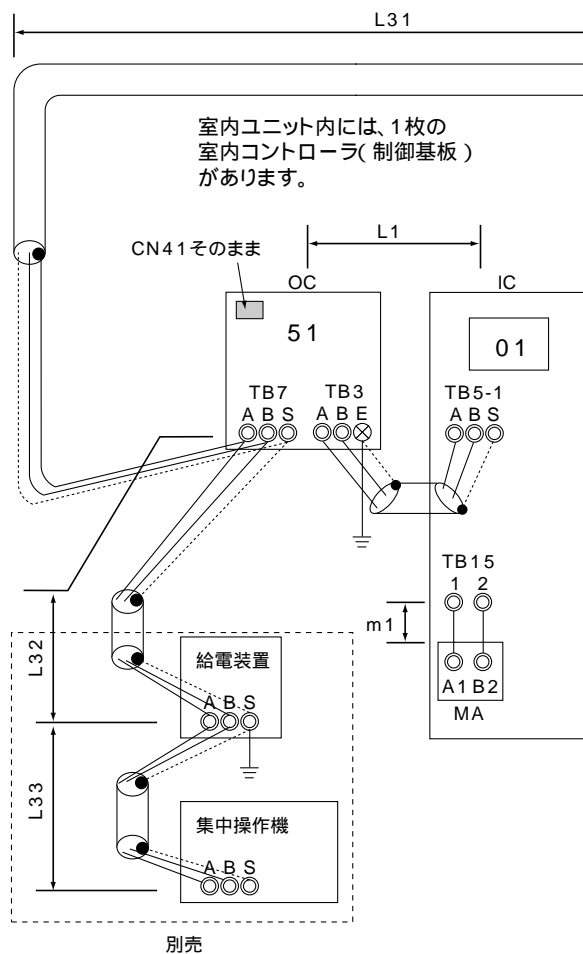 L31
室内ユニット内には、1枚の
室内コントローラ(制御基板)
があります。
CN41そのまま
L1
OC
IC
51
01
TB7
TB3
TB5-1
A B S
A B E
A B S
TB15
1 2
m1
A1 B2
MA
L32
給電装置
A B S
L33
集中操作機
A B S
別売